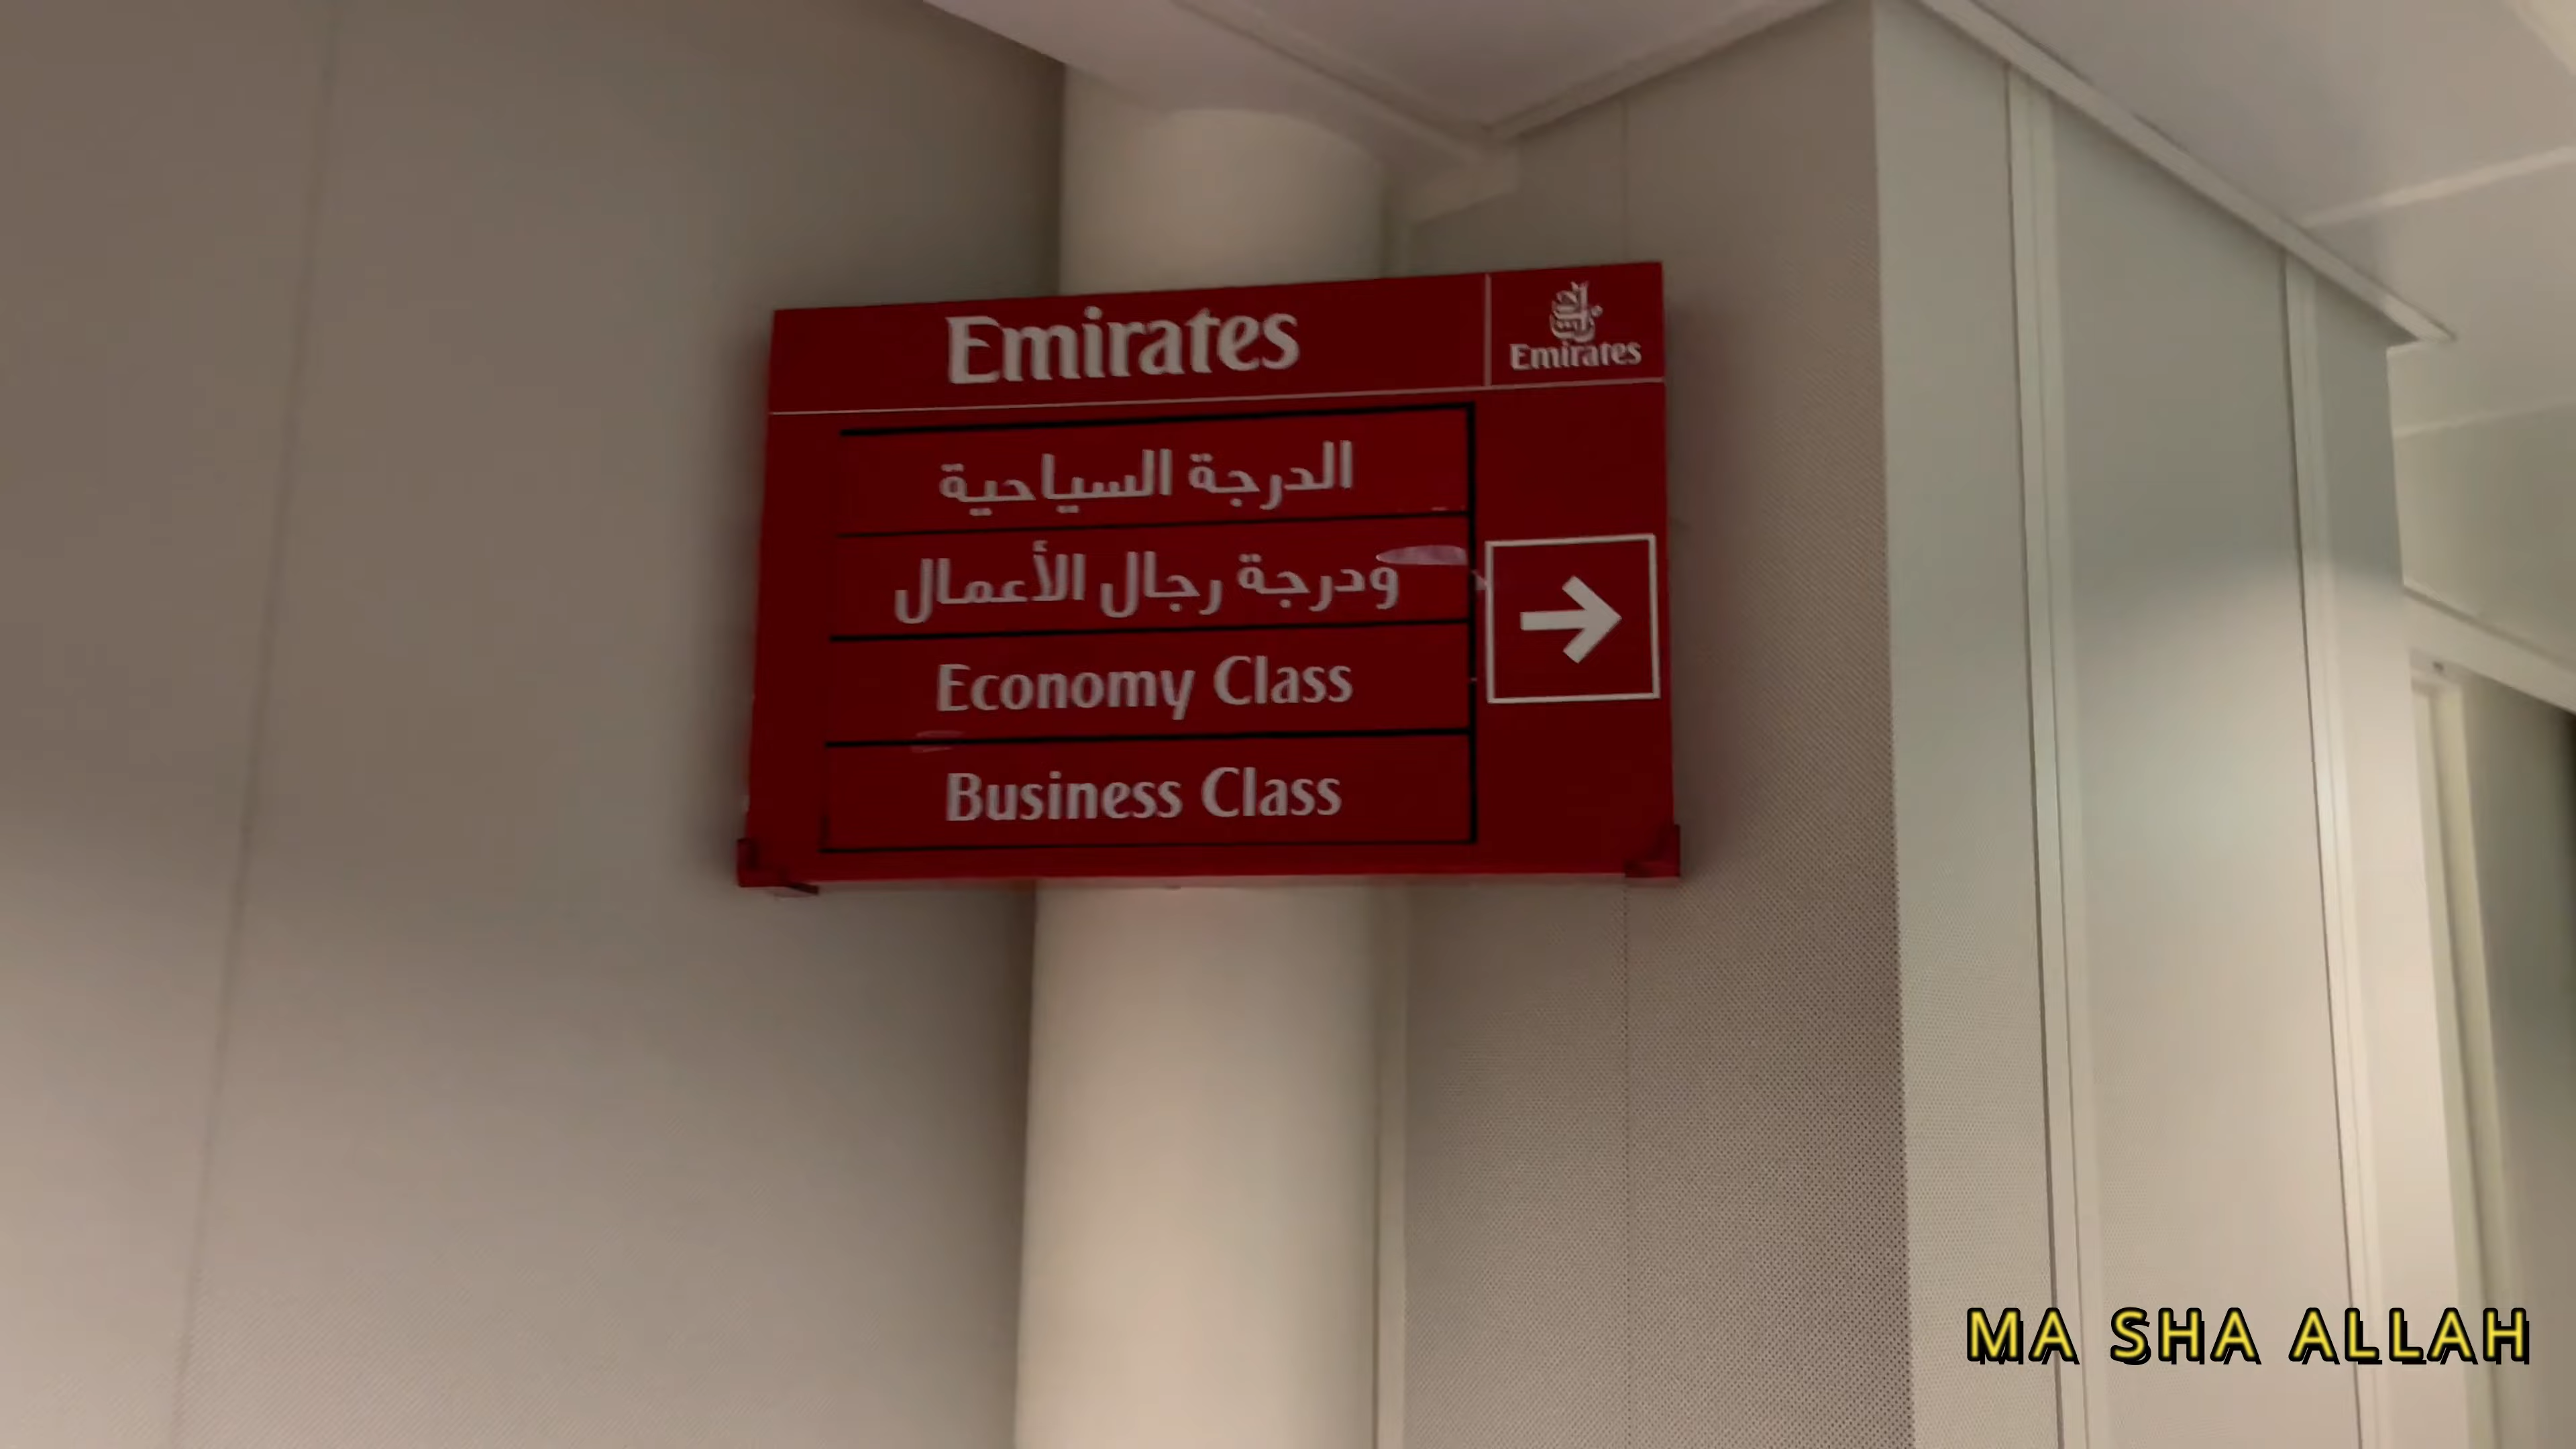 Emirates
Emirates
الدرجة السياحية
ودرجة رجال الأعمال
Economy Class
Business Class
MA SHA ALLAH